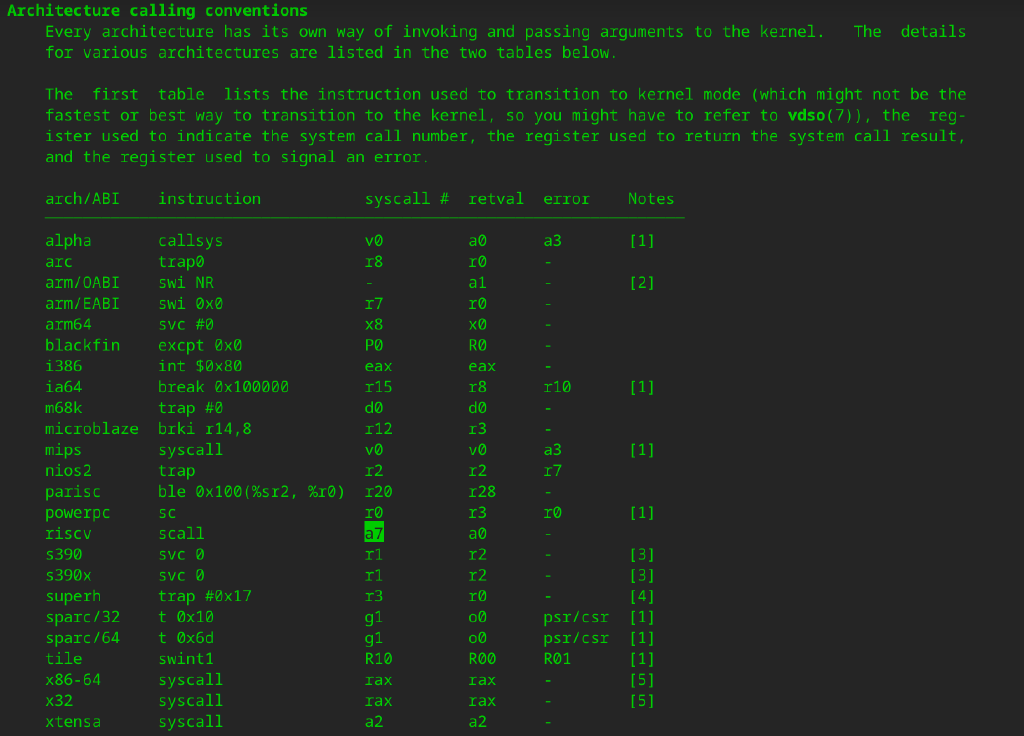 Architecture calling conventions
Every architecture has its own way of invoking and passing arguments to the kernel.   The  details
for various architectures are listed in the two tables below.

The  first  table  lists the instruction used to transition to kernel mode (which might not be the
fastest or best way to transition to the kernel, so you might have to refer to vdso(7)), the  reg-
ister used to indicate the system call number, the register used to return the system call result,
and the register used to signal an error.

arch/ABI    instruction           syscall #  retval  error    Notes
alpha       callsys               v0         a0      a3       [1]
arc         trap0                 r8         r0      -
arm/OABI    swi NR                -          a1      -        [2]
arm/EABI    swi 0x0               r7         r0      -
arm64       svc #0                x8         x0      -
blackfin    excpt 0x0             P0         R0      -
i386        int $0x80             eax        eax     -
ia64        break 0x100000        r15        r8      r10      [1]
m68k        trap #0               d0         d0      -
microblaze  brki r14,8            r12        r3      -
mips        syscall               v0         v0      a3       [1]
nios2       trap                  r2         r2      r7
parisc      ble 0x100(%sr2, %r0)  r20        r28     -
powerpc     sc                    r0         r3      r0       [1]
riscv       scall                 a7         a0      -
s390        svc 0                 r1         r2      -        [3]
s390x       svc 0                 r1         r2      -        [3]
superh      trap #0x17            r3         r0      -        [4]
sparc/32    t 0x10                g1         o0      psr/csr  [1]
sparc/64    t 0x6d                g1         o0      psr/csr  [1]
tile        swint1                R10        R00     R01      [1]
x86-64      syscall               rax        rax     -        [5]
x32         syscall               rax        rax     -        [5]
xtensa      syscall               a2         a2      -